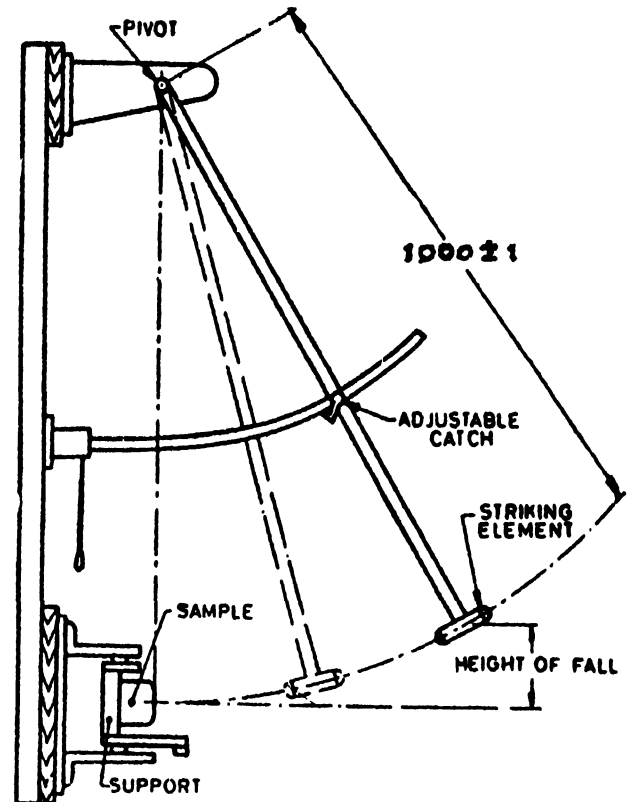 PIVOT
1000±1
ADJUSTABLE
CATCH
STRIKING
ELEMENT
SAMPLE
HEIGHT OF FALL
SUPPORT